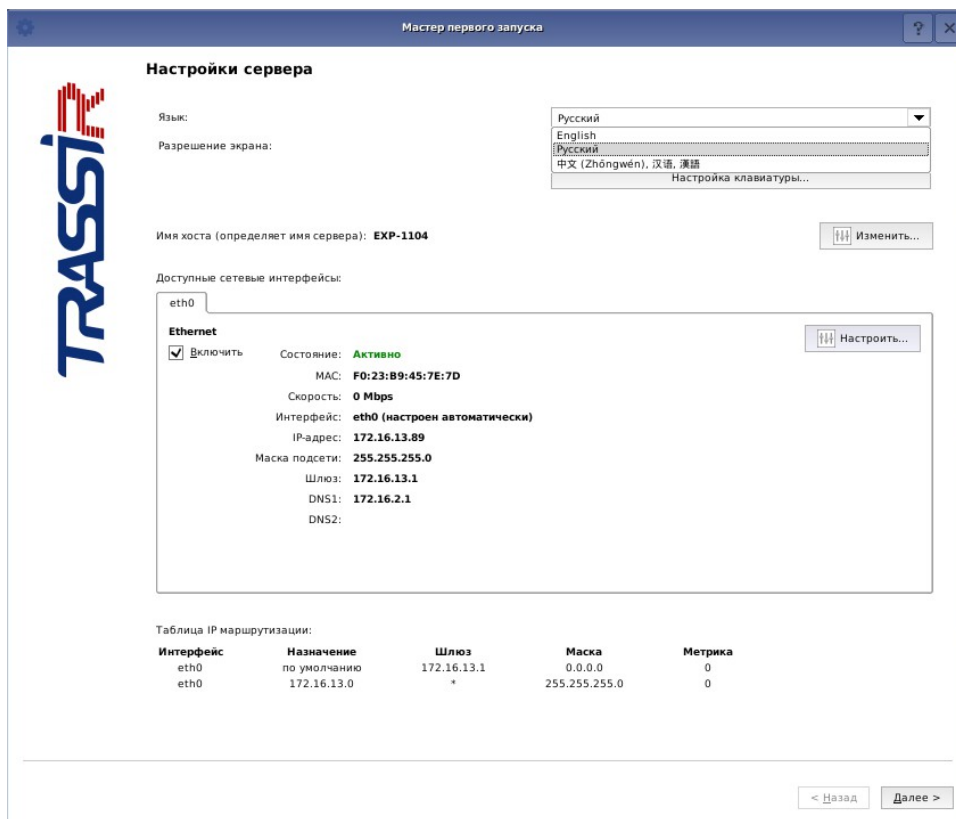 Мастер первого запуска
?
TRASSIR
Настройки сервера
Язык:
Русский
English
Русский
中文 (Zhōngwén), 汉语, 漢語
Разрешение экрана:
Настройка клавиатуры...
Имя хоста (определяет имя сервера): EXP-1104
Изменить...
Доступные сетевые интерфейсы:
eth0
Ethernet
Настроить...
Включить
Состояние: Активно
MAC: F0:23:B9:45:7E:7D
Скорость: 0 Mbps
Интерфейс: eth0 (настроен автоматически)
IP-адрес: 172.16.13.89
Маска подсети: 255.255.255.0
Шлюз: 172.16.13.1
DNS1: 172.16.2.1
DNS2:
Таблица IP маршрутизации:
Интерфейс Назначение Шлюз Маска Метрика
eth0 по умолчанию 172.16.13.1 0.0.0.0 0
eth0 172.16.13.0 * 255.255.255.0 0
< Назад
Далее >